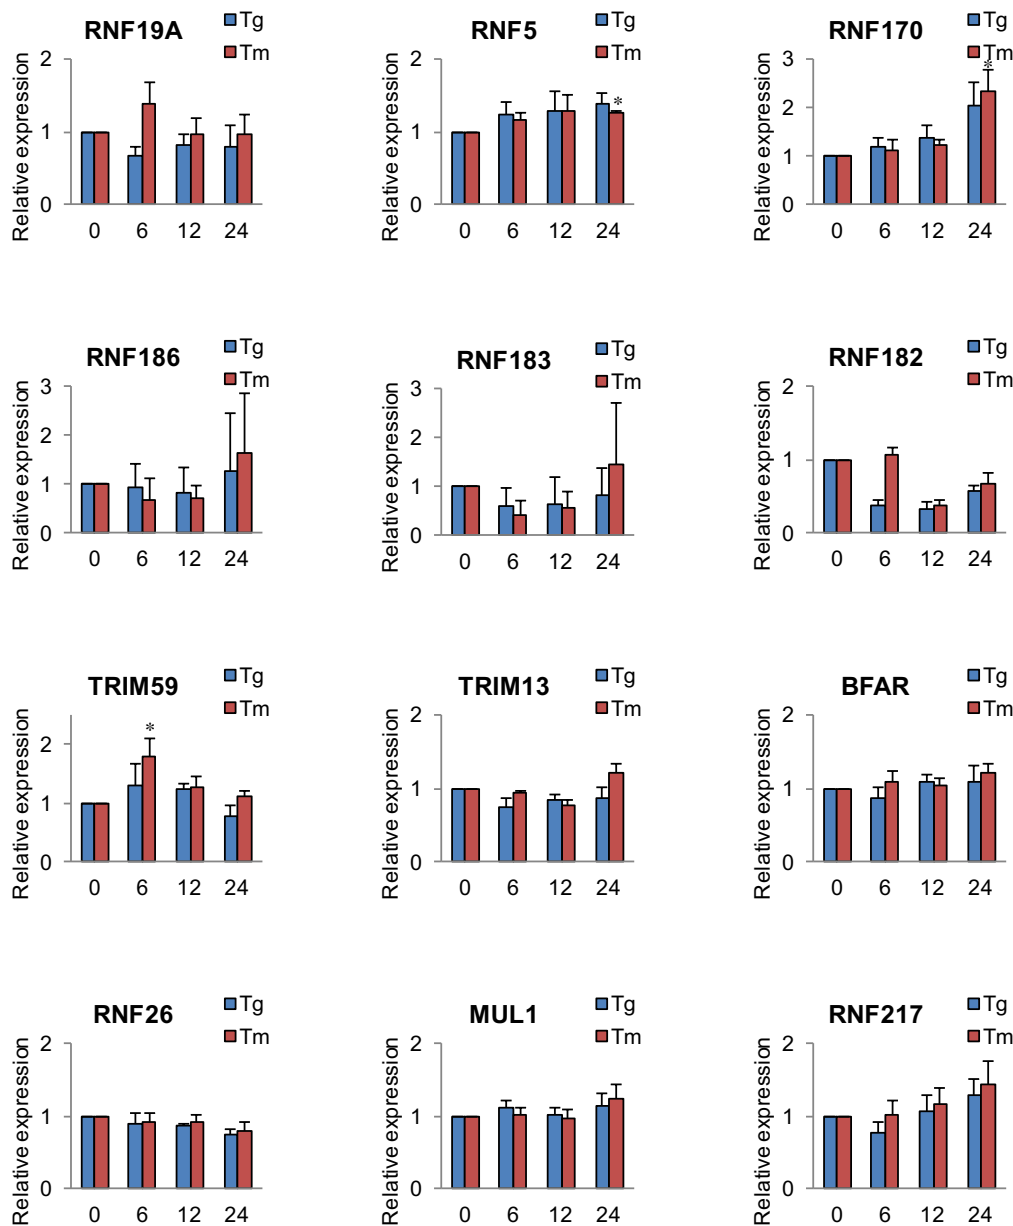 RNF19A
Tg
Tm
Relative expression
2
1
0
0 6 12 24
RNF5
Tg
Tm
Relative expression
2
1
0
*
0 6 12 24
RNF170
Tg
Tm
Relative expression
3
2
1
0
*
0 6 12 24
RNF186
Tg
Tm
Relative expression
3
2
1
0
0 6 12 24
RNF183
Tg
Tm
Relative expression
3
2
1
0
0 6 12 24
RNF182
Tg
Tm
Relative expression
2
1
0
0 6 12 24
TRIM59
Tg
Tm
Relative expression
2
1
0
*
0 6 12 24
TRIM13
Tg
Tm
Relative expression
2
1
0
0 6 12 24
BFAR
Tg
Tm
Relative expression
2
1
0
0 6 12 24
RNF26
Tg
Tm
Relative expression
2
1
0
0 6 12 24
MUL1
Tg
Tm
Relative expression
2
1
0
0 6 12 24
RNF217
Tg
Tm
Relative expression
2
1
0
0 6 12 24